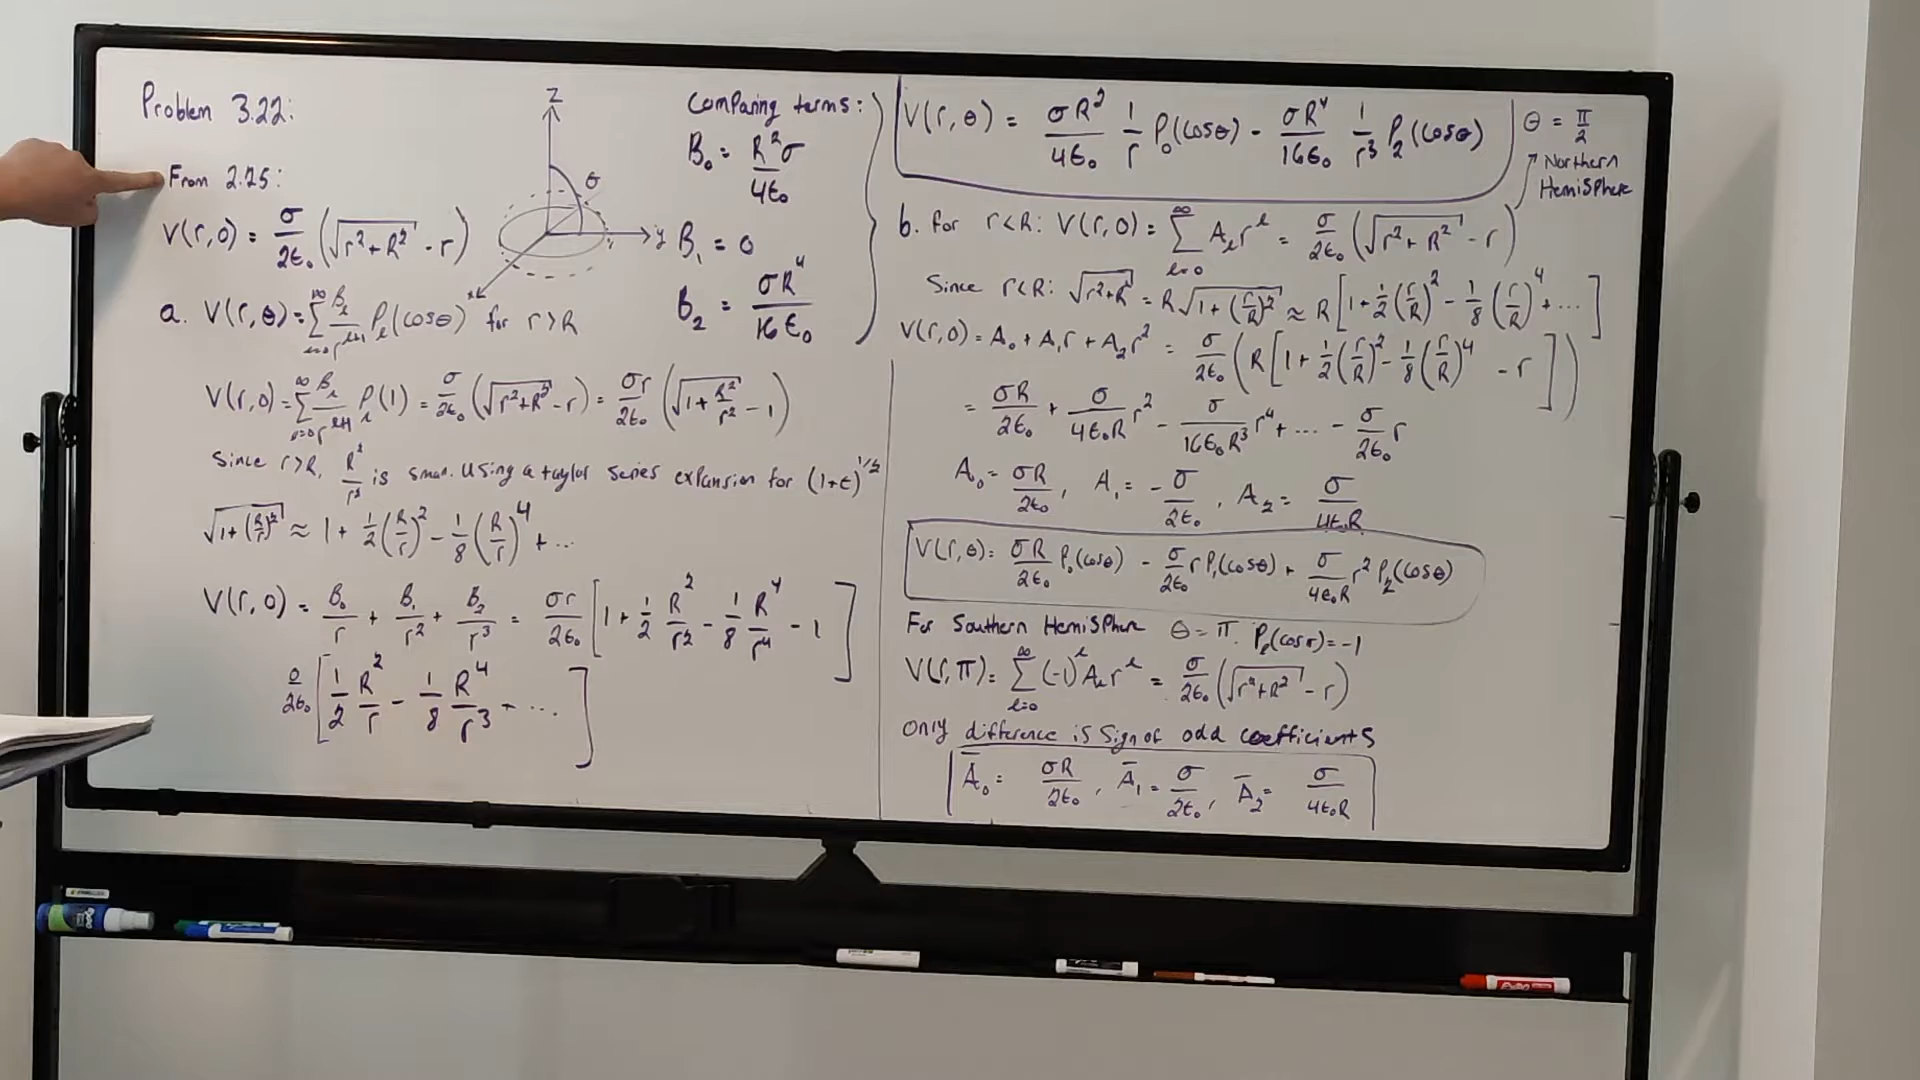 Problem 3.22:
From 2.25:
V(r,0) = σ/2ϵ₀ (√(r²+R²) - r)
z
θ
y
x
a. V(r,θ) = ∑_{l=0}^∞ B_l/r^{l+1} P_l(cosθ) for r>R
V(r,0) = ∑_{l=0}^∞ B_l/r^{l+1} P_l(1) = σ/2ϵ₀ (√(r²+R²) - r) = σr/2ϵ₀ (√(1+R²/r²) - 1)
Since r>R, R²/r² is small. Using a taylor series expansion for (1+ϵ)^{1/2}
√(1+(R/r)²) ≈ 1 + 1/2 (R/r)² - 1/8 (R/r)⁴ + ...
V(r,0) = B₀/r + B₁/r² + B₂/r³ = σr/2ϵ₀ [1 + 1/2 R²/r² - 1/8 R⁴/r⁴ - 1]
σ/2ϵ₀ [1/2 R²/r - 1/8 R⁴/r³ + ...]
Comparing terms:
B₀ = R²σ/4ϵ₀
B₁ = 0
B₂ = σR⁴/16ϵ₀
V(r,θ) = σR²/4ϵ₀ 1/r P₀(cosθ) - σR⁴/16ϵ₀ 1/r³ P₂(cosθ)
θ = π/2
Northern
Hemisphere
b. for r<R: V(r,0) = ∑_{l=0}^∞ A_l r^l = σ/2ϵ₀ (√(r²+R²) - r)
Since r<R: √(r²+R²) = R√(1+(r/R)²) ≈ R[1+1/2(r/R)² - 1/8(r/R)⁴+...]
V(r,0) = A₀ + A₁r + A₂r² = σ/2ϵ₀ (R[1+1/2(r/R)² - 1/8(r/R)⁴ - r])
= σR/2ϵ₀ + σ/4ϵ₀R r² - σ/16ϵ₀R³ r⁴ + ... - σ/2ϵ₀ r
A₀ = σR/2ϵ₀, A₁ = -σ/2ϵ₀, A₂ = σ/4ϵ₀R
V(r,θ) = σR/2ϵ₀ P₀(cosθ) - σ/2ϵ₀ r P₁(cosθ) + σ/4ϵ₀R r² P₂(cosθ)
For Southern Hemisphere θ = π. P_l(cosπ) = -1
V(r,π) = ∑_{l=0}^∞ (-1)^l A_l r^l = σ/2ϵ₀ (√(r²+R²) - r)
only difference is sign of odd coefficients
Ā₀ = σR/2ϵ₀, Ā₁ = σ/2ϵ₀, Ā₂ = σ/4ϵ₀R